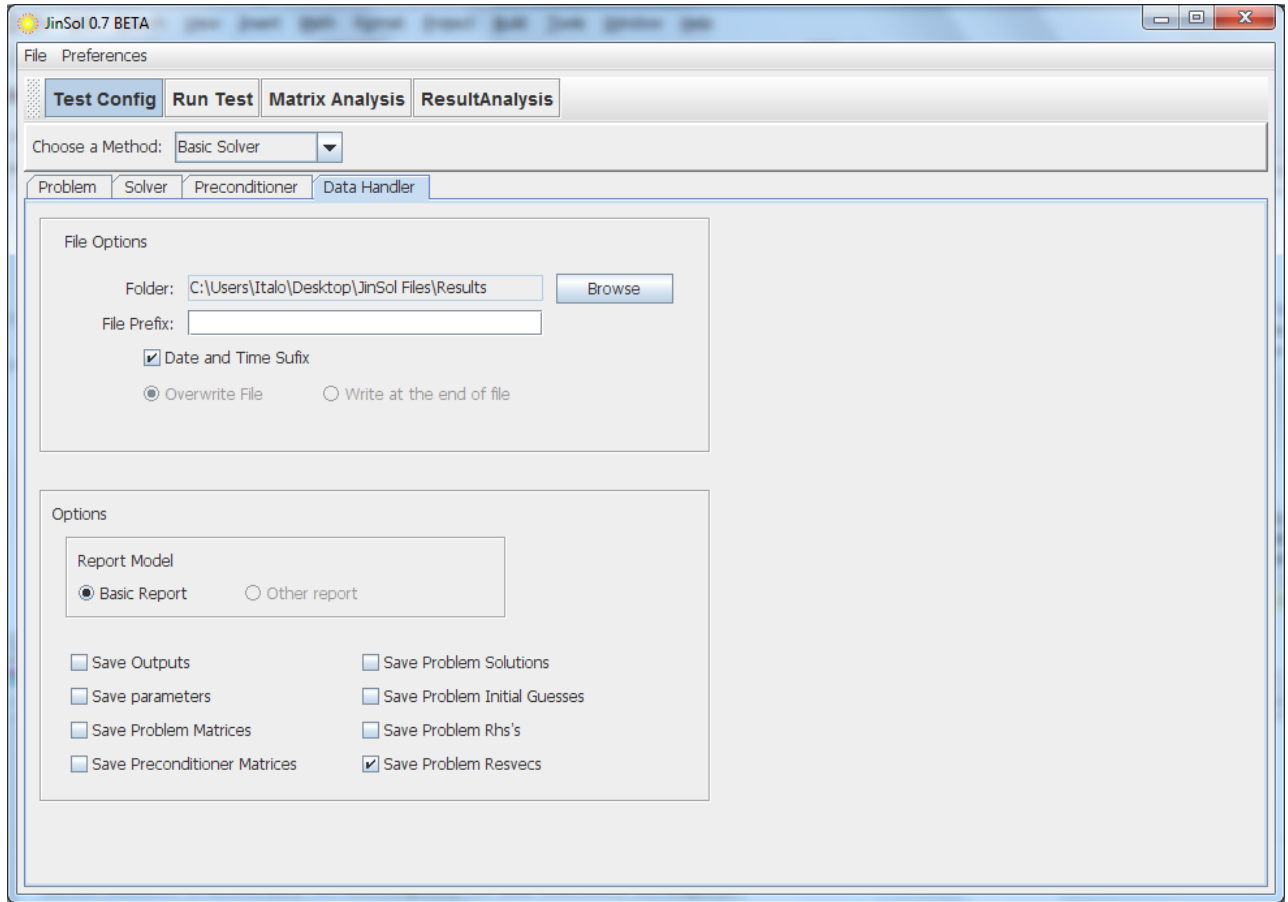 JinSol 0.7 BETA
File Preferences
Test Config Run Test Matrix Analysis ResultAnalysis
Choose a Method: Basic Solver
Problem Solver Preconditioner Data Handler
File Options
Folder: C:\Users\Italo\Desktop\JinSol Files\Results Browse
File Prefix:
Date and Time Sufix
Overwrite File Write at the end of file
Options
Report Model
Basic Report Other report
Save Outputs Save Problem Solutions
Save parameters Save Problem Initial Guesses
Save Problem Matrices Save Problem Rhs's
Save Preconditioner Matrices Save Problem Resvecs